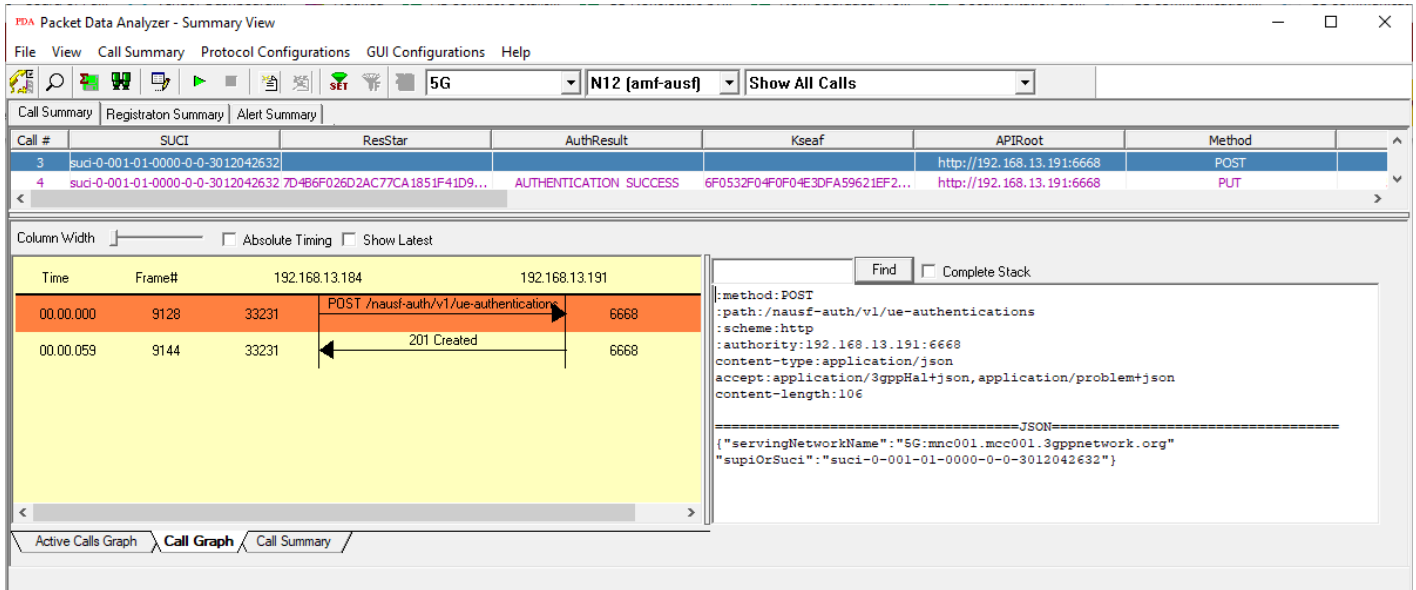 PDA Packet Data Analyzer - Summary View
File View Call Summary Protocol Configurations GUI Configurations Help
SET 5G N12 (amf-ausf) Show All Calls
Call Summary Registraton Summary Alert Summary
Call # SUCI ResStar AuthResult Kseaf APIRoot Method
3 suci-0-001-01-0000-0-0-3012042632 http://192.168.13.191:6668 POST
4 suci-0-001-01-0000-0-0-3012042632 7D4B6F026D2AC77CA1851F41D9... AUTHENTICATION SUCCESS 6F0532F04F0F04E3DFA59621EF2... http://192.168.13.191:6668 PUT
Column Width Absolute Timing Show Latest
Time Frame# 192.168.13.184 192.168.13.191
00.00.000 9128 33231 POST /nausf-auth/v1/ue-authentications 6668
00.00.059 9144 33231 201 Created 6668
Find Complete Stack
:method:POST
:path:/nausf-auth/v1/ue-authentications
:scheme:http
:authority:192.168.13.191:6668
content-type:application/json
accept:application/3gppHal+json,application/problem+json
content-length:106
=====================================JSON===================================
{"servingNetworkName":"5G:mnc001.mcc001.3gppnetwork.org"
"supiOrSuci":"suci-0-001-01-0000-0-0-3012042632"}
Active Calls Graph Call Graph Call Summary